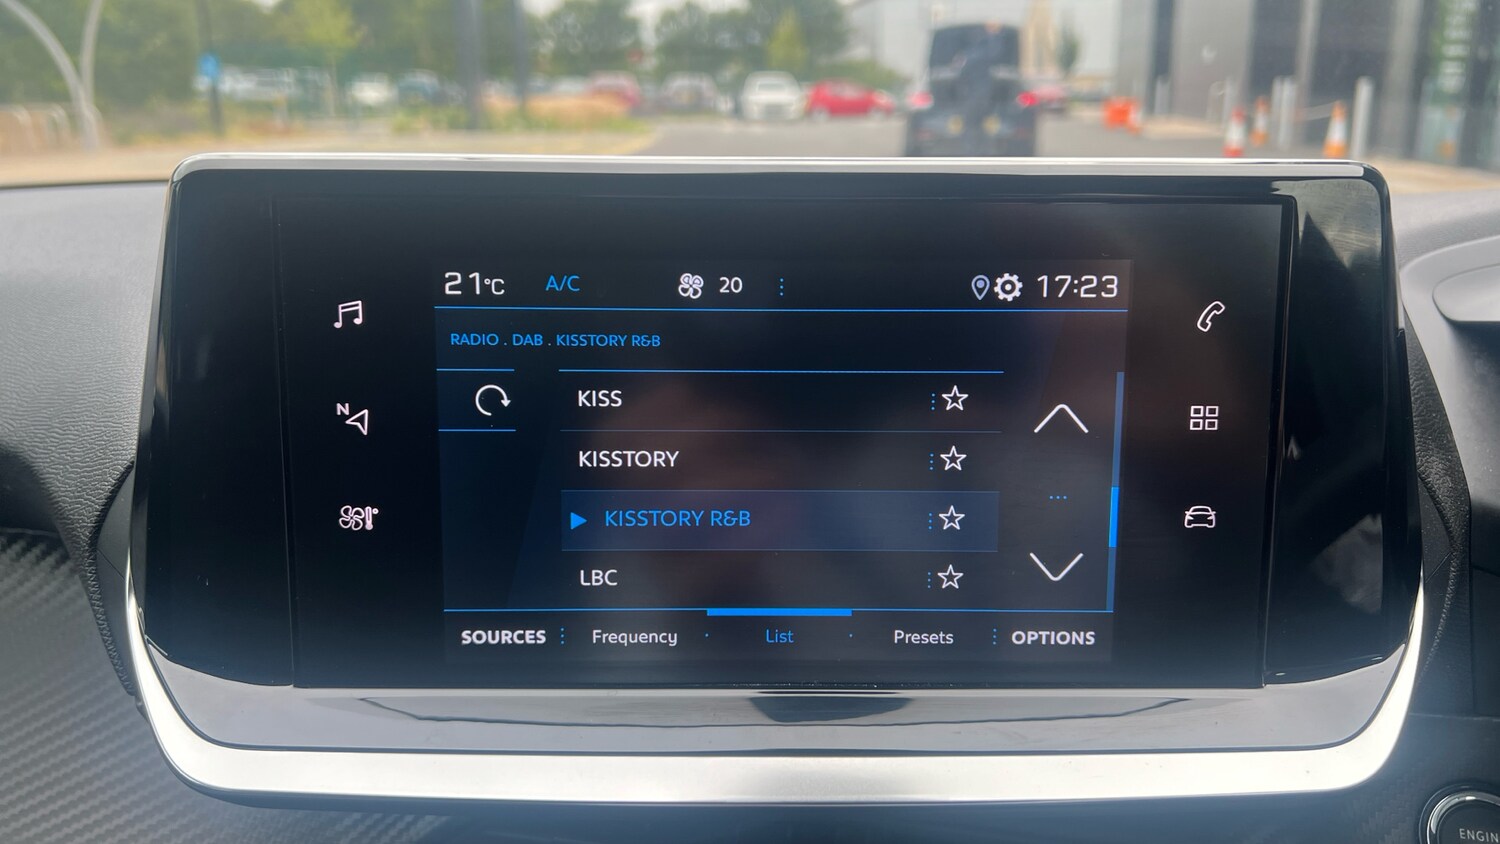 21°C A/C 20 17:23
RADIO . DAB . KISSTORY R&B
KISS
N
KISSTORY
KISSTORY R&B
LBC
SOURCES Frequency List Presets OPTIONS